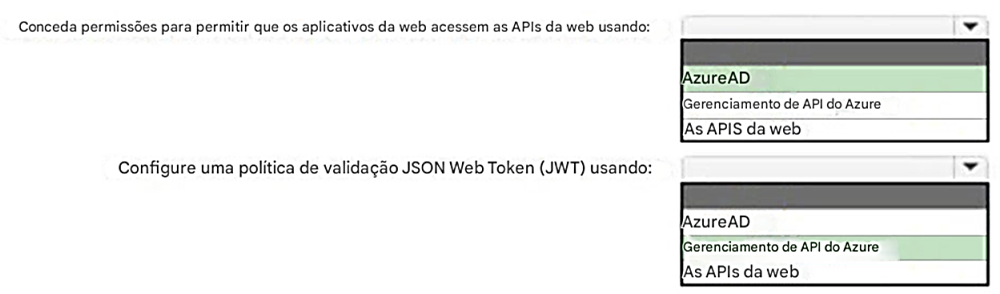 Conceda permissões para permitir que os aplicativos da web acessem as APIs da web usando:
AzureAD
Gerenciamento de API do Azure
As APIS da web
Configure uma política de validação JSON Web Token (JWT) usando:
AzureAD
Gerenciamento de API do Azure
As APIs da web